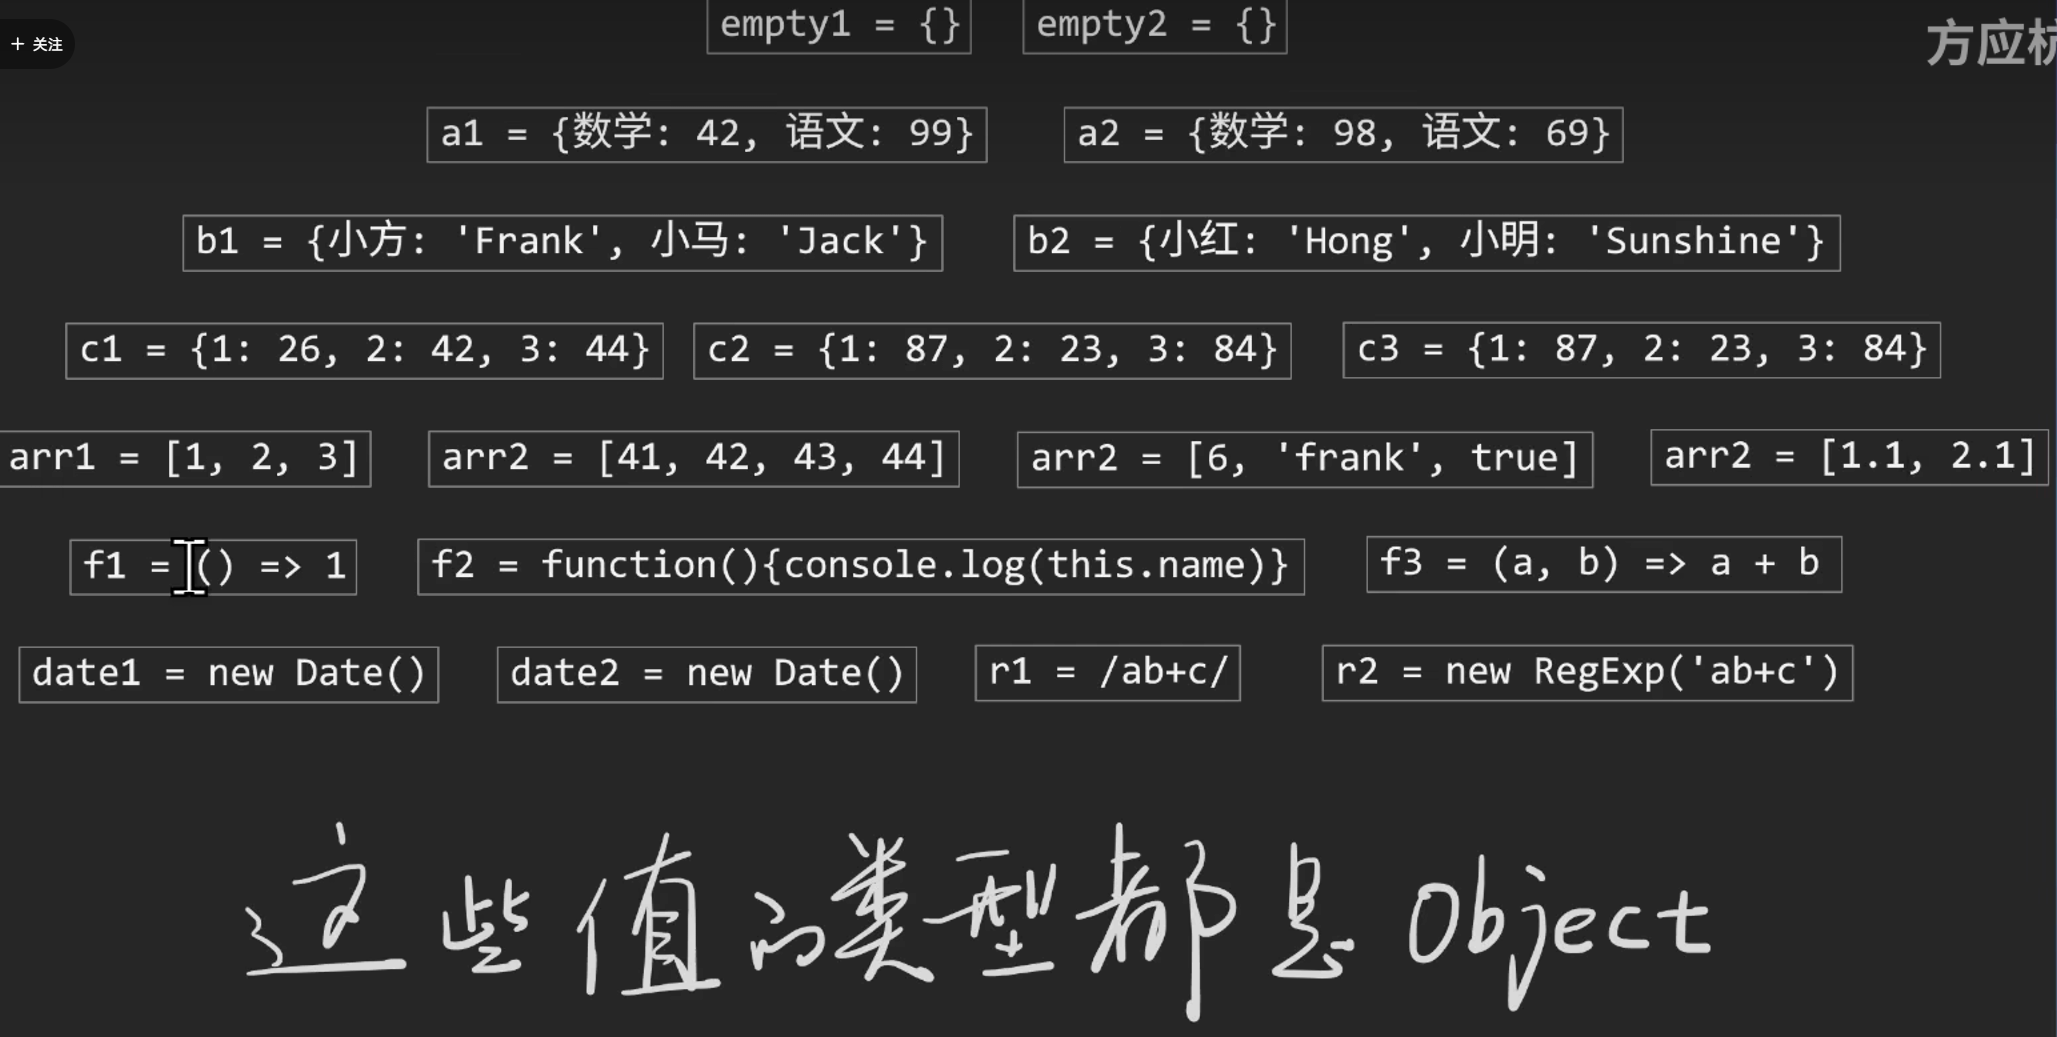 empty1 = {} empty2 = {}
+ 关注
方应杭
a1 = {数学: 42, 语文: 99} a2 = {数学: 98, 语文: 69}
b1 = {小方: 'Frank', 小马: 'Jack'} b2 = {小红: 'Hong', 小明: 'Sunshine'}
c1 = {1: 26, 2: 42, 3: 44} c2 = {1: 87, 2: 23, 3: 84} c3 = {1: 87, 2: 23, 3: 84}
arr1 = [1, 2, 3] arr2 = [41, 42, 43, 44] arr2 = [6, 'frank', true] arr2 = [1.1, 2.1]
f1 = () => 1 f2 = function(){console.log(this.name)} f3 = (a, b) => a + b
date1 = new Date() date2 = new Date() r1 = /ab+c/ r2 = new RegExp('ab+c')
这些值的类型都是 Object